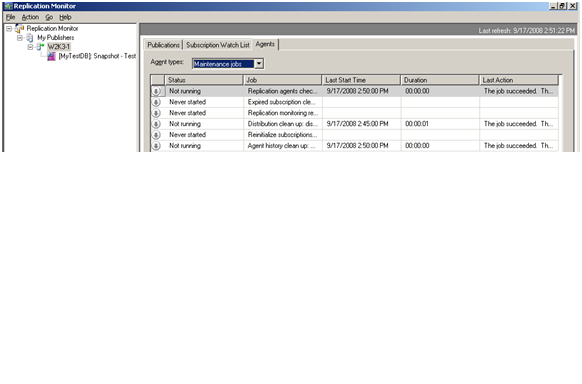 Replication Monitor
File Action Go Help
Last refresh: 9/17/2008 2:51:22 PM
Replication Monitor
My Publishers
W2K3-1
[MyTestDB]: Snapshot - Test
Publications Subscription Watch List Agents
Agent types: Maintenance jobs
Status Job Last Start Time Duration Last Action
Not running Replication agents chec... 9/17/2008 2:50:00 PM 00:00:00 The job succeeded. Th...
Never started Expired subscription cle...
Never started Replication monitoring re...
Not running Distribution clean up: dis... 9/17/2008 2:45:00 PM 00:00:01 The job succeeded. Th...
Never started Reinitialize subscriptions...
Not running Agent history clean up: ... 9/17/2008 2:50:00 PM 00:00:00 The job succeeded. Th...